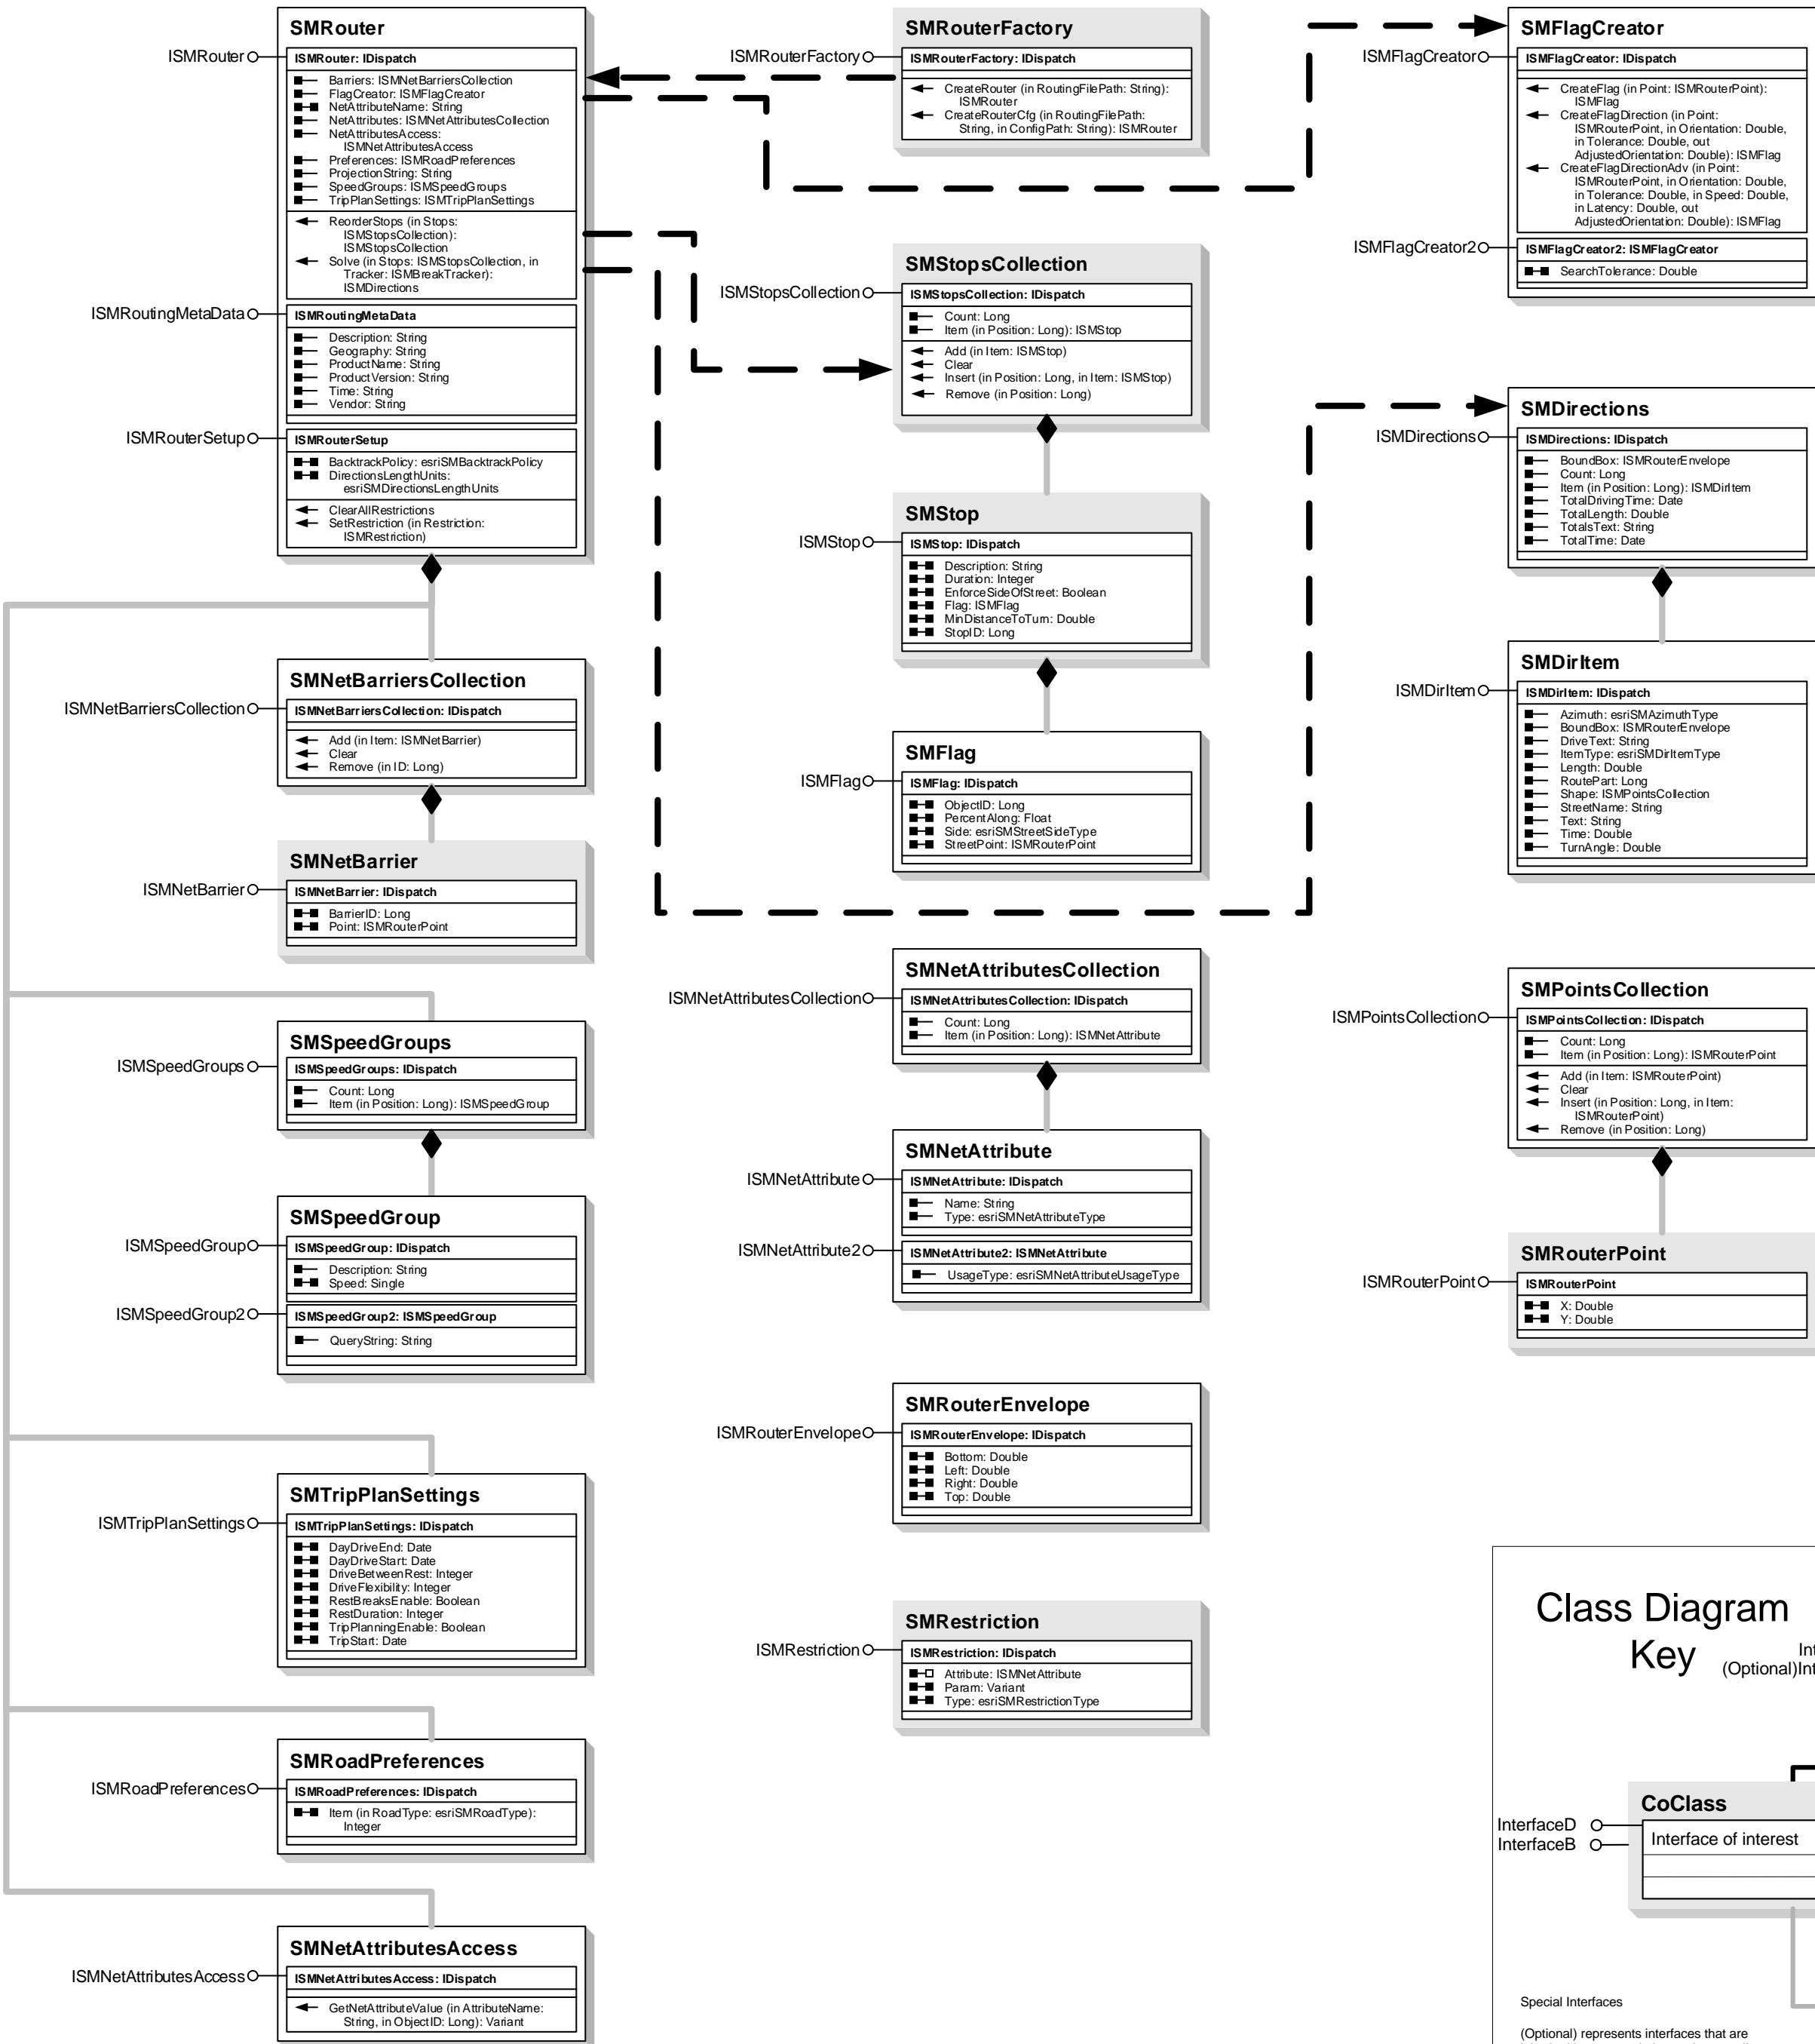 SMRouter
ISMRouter
ISMRouter: IDispatch
Barriers: ISMNetBarriersCollection
FlagCreator: ISMFlagCreator
NetAttributeName: String
NetAttributes: ISMNetAttributesCollection
NetAttributesAccess:
ISMNetAttributesAccess
Preferences: ISMRoadPreferences
ProjectionString: String
SpeedGroups: ISMSpeedGroups
TripPlanSettings: ISMTripPlanSettings
ReorderStops (in Stops:
ISMStopsCollection):
ISMStopsCollection
Solve (in Stops: ISMStopsCollection, in
Tracker: ISMBreakTracker):
ISMDirections
ISMRoutingMetaData
ISMRoutingMetaData
Description: String
Geography: String
ProductName: String
ProductVersion: String
Time: String
Vendor: String
ISMRouterSetup
ISMRouterSetup
BacktrackPolicy: esriSMBacktrackPolicy
DirectionsLengthUnits:
esriSMDirectionsLengthUnits
ClearAllRestrictions
SetRestriction (in Restriction:
ISMRestriction)
SMNetBarriersCollection
ISMNetBarriersCollection
ISMNetBarriersCollection: IDispatch
Add (in Item: ISMNetBarrier)
Clear
Remove (in ID: Long)
SMNetBarrier
ISMNetBarrier
ISMNetBarrier: IDispatch
BarrierID: Long
Point: ISMRouterPoint
SMSpeedGroups
ISMSpeedGroups
ISMSpeedGroups: IDispatch
Count: Long
Item (in Position: Long): ISMSpeedGroup
SMSpeedGroup
ISMSpeedGroup
ISMSpeedGroup: IDispatch
Description: String
Speed: Single
ISMSpeedGroup2
ISMSpeedGroup2: ISMSpeedGroup
QueryString: String
SMTripPlanSettings
ISMTripPlanSettings
ISMTripPlanSettings: IDispatch
DayDriveEnd: Date
DayDriveStart: Date
DriveBetweenRest: Integer
DriveFlexibility: Integer
RestBreaksEnable: Boolean
RestDuration: Integer
TripPlanningEnable: Boolean
TripStart: Date
SMRoadPreferences
ISMRoadPreferences
ISMRoadPreferences: IDispatch
Item (in RoadType: esriSMRoadType):
Integer
SMNetAttributesAccess
ISMNetAttributesAccess
ISMNetAttributesAccess: IDispatch
GetNetAttributeValue (in AttributeName:
String, in ObjectID: Long): Variant
SMRouterFactory
ISMRouterFactory
ISMRouterFactory: IDispatch
CreateRouter (in RoutingFilePath: String):
ISMRouter
CreateRouterCfg (in RoutingFilePath:
String, in ConfigPath: String): ISMRouter
SMStopsCollection
ISMStopsCollection
ISMStopsCollection: IDispatch
Count: Long
Item (in Position: Long): ISMStop
Add (in Item: ISMStop)
Clear
Insert (in Position: Long, in Item: ISMStop)
Remove (in Position: Long)
SMStop
ISMStop
ISMStop: IDispatch
Description: String
Duration: Integer
EnforceSideOfStreet: Boolean
Flag: ISMFlag
MinDistanceToTurn: Double
StopID: Long
SMFlag
ISMFlag
ISMFlag: IDispatch
ObjectID: Long
PercentAlong: Float
Side: esriSMStreetSideType
StreetPoint: ISMRouterPoint
SMNetAttributesCollection
ISMNetAttributesCollection
ISMNetAttributesCollection: IDispatch
Count: Long
Item (in Position: Long): ISMNetAttribute
SMNetAttribute
ISMNetAttribute
ISMNetAttribute: IDispatch
Name: String
Type: esriSMNetAttributeType
ISMNetAttribute2
ISMNetAttribute2: ISMNetAttribute
UsageType: esriSMNetAttributeUsageType
SMRouterEnvelope
ISMRouterEnvelope
ISMRouterEnvelope: IDispatch
Bottom: Double
Left: Double
Right: Double
Top: Double
SMRestriction
ISMRestriction
ISMRestriction: IDispatch
Attribute: ISMNetAttribute
Param: Variant
Type: esriSMRestrictionType
SMFlagCreator
ISMFlagCreator
ISMFlagCreator: IDispatch
CreateFlag (in Point: ISMRouterPoint):
ISMFlag
CreateFlagDirection (in Point:
ISMRouterPoint, in Orientation: Double,
in Tolerance: Double, out
AdjustedOrientation: Double): ISMFlag
CreateFlagDirectionAdv (in Point:
ISMRouterPoint, in Orientation: Double,
in Tolerance: Double, in Speed: Double,
in Latency: Double, out
AdjustedOrientation: Double): ISMFlag
ISMFlagCreator2
ISMFlagCreator2: ISMFlagCreator
SearchTolerance: Double
SMDirections
ISMDirections
ISMDirections: IDispatch
BoundBox: ISMRouterEnvelope
Count: Long
Item (in Position: Long): ISMDirItem
TotalDrivingTime: Date
TotalLength: Double
TotalsText: String
TotalTime: Date
SMDirItem
ISMDirItem
ISMDirItem: IDispatch
Azimuth: esriSMAzimuthType
BoundBox: ISMRouterEnvelope
DriveText: String
ItemType: esriSMDirItemType
Length: Double
RoutePart: Long
Shape: ISMPointsCollection
StreetName: String
Text: String
Time: Double
TurnAngle: Double
SMPointsCollection
ISMPointsCollection
ISMPointsCollection: IDispatch
Count: Long
Item (in Position: Long): ISMRouterPoint
Add (in Item: ISMRouterPoint)
Clear
Insert (in Position: Long, in Item:
ISMRouterPoint)
Remove (in Position: Long)
SMRouterPoint
ISMRouterPoint
ISMRouterPoint
X: Double
Y: Double
Class Diagram
Key
Int
(Optional)Int
CoClass
InterfaceD
InterfaceB
Interface of interest
Special Interfaces
(Optional) represents interfaces that are